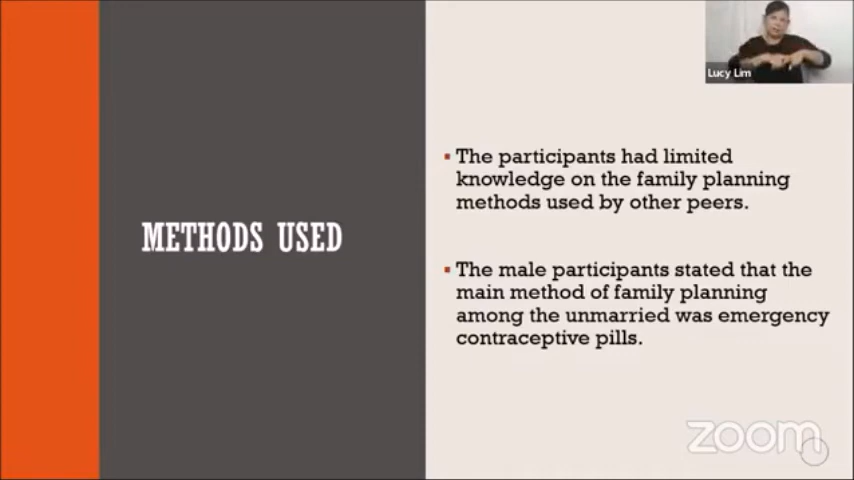 Lucy Lim
METHODS USED
▪ The participants had limited
knowledge on the family planning
methods used by other peers.
▪ The male participants stated that the
main method of family planning
among the unmarried was emergency
contraceptive pills.
zoom